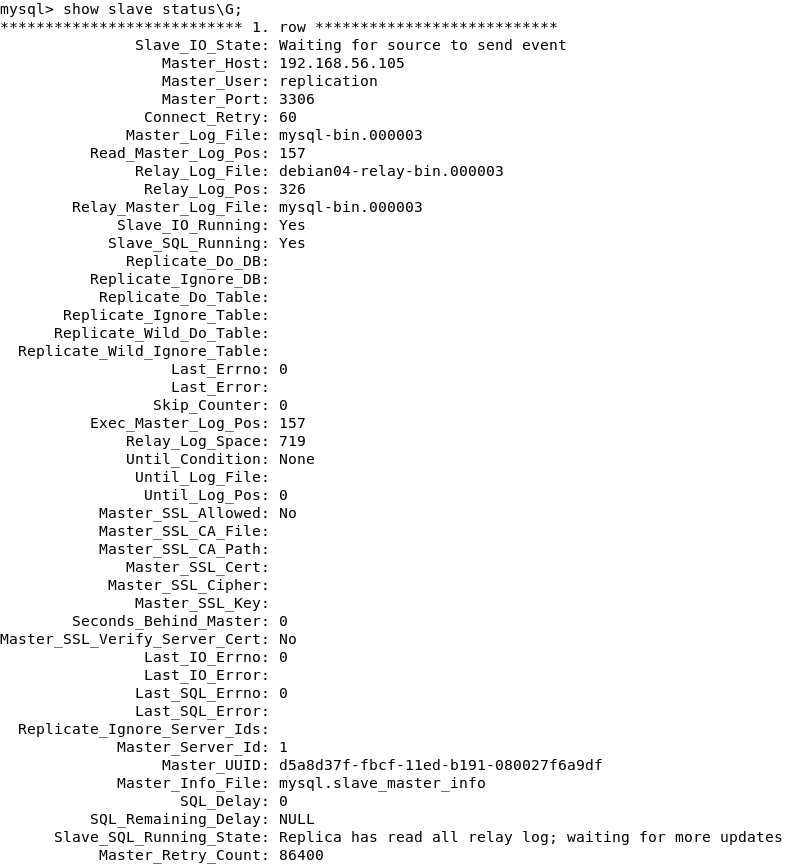 mysql> show slave status\G;
*************************** 1. row ***************************
Slave_IO_State: Waiting for source to send event
Master_Host: 192.168.56.105
Master_User: replication
Master_Port: 3306
Connect_Retry: 60
Master_Log_File: mysql-bin.000003
Read_Master_Log_Pos: 157
Relay_Log_File: debian04-relay-bin.000003
Relay_Log_Pos: 326
Relay_Master_Log_File: mysql-bin.000003
Slave_IO_Running: Yes
Slave_SQL_Running: Yes
Replicate_Do_DB:
Replicate_Ignore_DB:
Replicate_Do_Table:
Replicate_Ignore_Table:
Replicate_Wild_Do_Table:
Replicate_Wild_Ignore_Table:
Last_Errno: 0
Last_Error:
Skip_Counter: 0
Exec_Master_Log_Pos: 157
Relay_Log_Space: 719
Until_Condition: None
Until_Log_File:
Until_Log_Pos: 0
Master_SSL_Allowed: No
Master_SSL_CA_File:
Master_SSL_CA_Path:
Master_SSL_Cert:
Master_SSL_Cipher:
Master_SSL_Key:
Seconds_Behind_Master: 0
Master_SSL_Verify_Server_Cert: No
Last_IO_Errno: 0
Last_IO_Error:
Last_SQL_Errno: 0
Last_SQL_Error:
Replicate_Ignore_Server_Ids:
Master_Server_Id: 1
Master_UUID: d5a8d37f-fbcf-11ed-b191-080027f6a9df
Master_Info_File: mysql.slave_master_info
SQL_Delay: 0
SQL_Remaining_Delay: NULL
Slave_SQL_Running_State: Replica has read all relay log; waiting for more updates
Master_Retry_Count: 86400